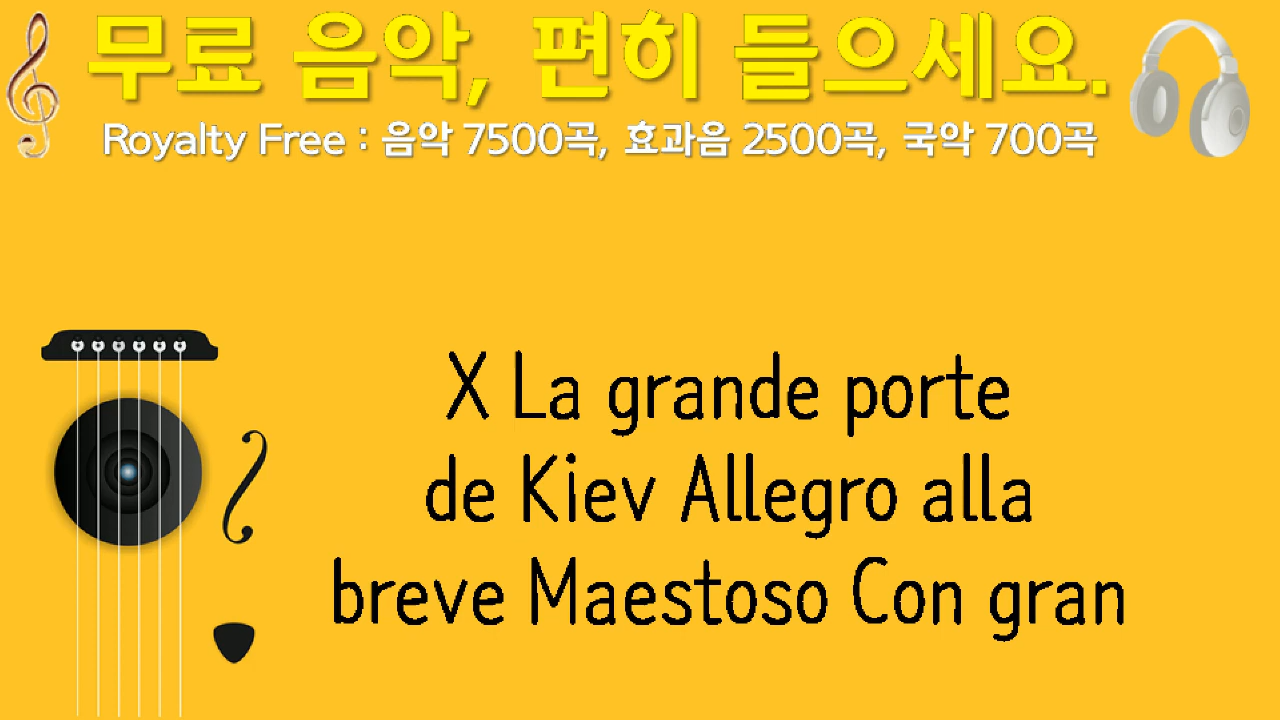 무료 음악, 편히 들으세요.
Royalty Free : 음악 7500곡, 효과음 2500곡, 국악 700곡
X La grande porte
de Kiev Allegro alla
breve Maestoso Con gran